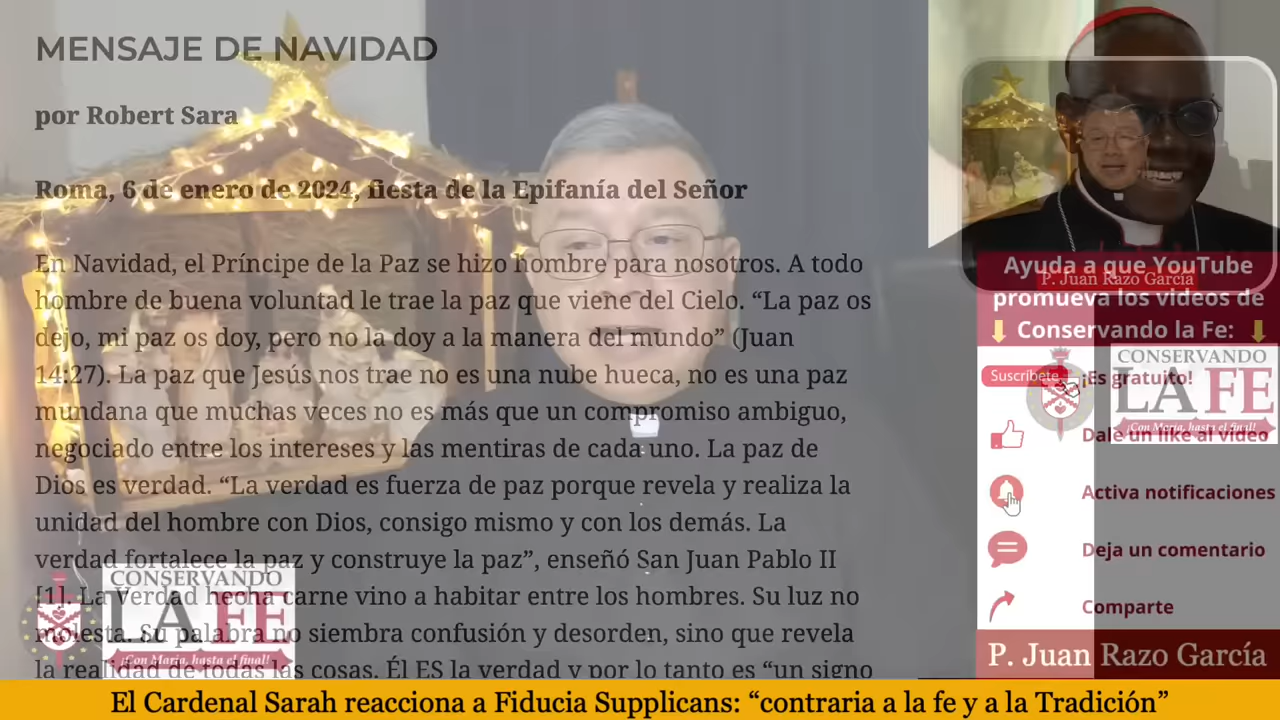 MENSAJE DE NAVIDAD
por Robert Sara
Roma, 6 de enero de 2024, fiesta de la Epifanía del Señor
En Navidad, el Príncipe de la Paz se hizo hombre para nosotros. A todo
hombre de buena voluntad le trae la paz que viene del Cielo. “La paz os
dejo, mi paz os doy, pero no la doy a la manera del mundo” (Juan
14:27). La paz que Jesús nos trae no es una nube hueca, no es una paz
mundana que muchas veces no es más que un compromiso ambiguo,
negociado entre los intereses y las mentiras de cada uno. La paz de
Dios es verdad. “La verdad es fuerza de paz porque revela y realiza la
unidad del hombre con Dios, consigo mismo y con los demás. La
verdad fortalece la paz y construye la paz”, enseñó San Juan Pablo II
[1]. La Verdad hecha carne vino a habitar entre los hombres. Su luz no
molesta. Su palabra no siembra confusión y desorden, sino que revela
la realidad de todas las cosas. Él ES la verdad y por lo tanto es “un signo
CONSERVANDO
LA FE
¡Con María, hasta el final!
P. Juan Razo García
Ayuda a que YouTube
promueva los videos de
Conservando la Fe:
Suscríbete
¡Es gratuito!
CONSERVANDO
LA FE
¡Con María, hasta el final!
Dale un like al video
Activa notificaciones
Deja un comentario
Comparte
P. Juan Razo García
El Cardenal Sarah reacciona a Fiducia Supplicans: “contraria a la fe y a la Tradición”